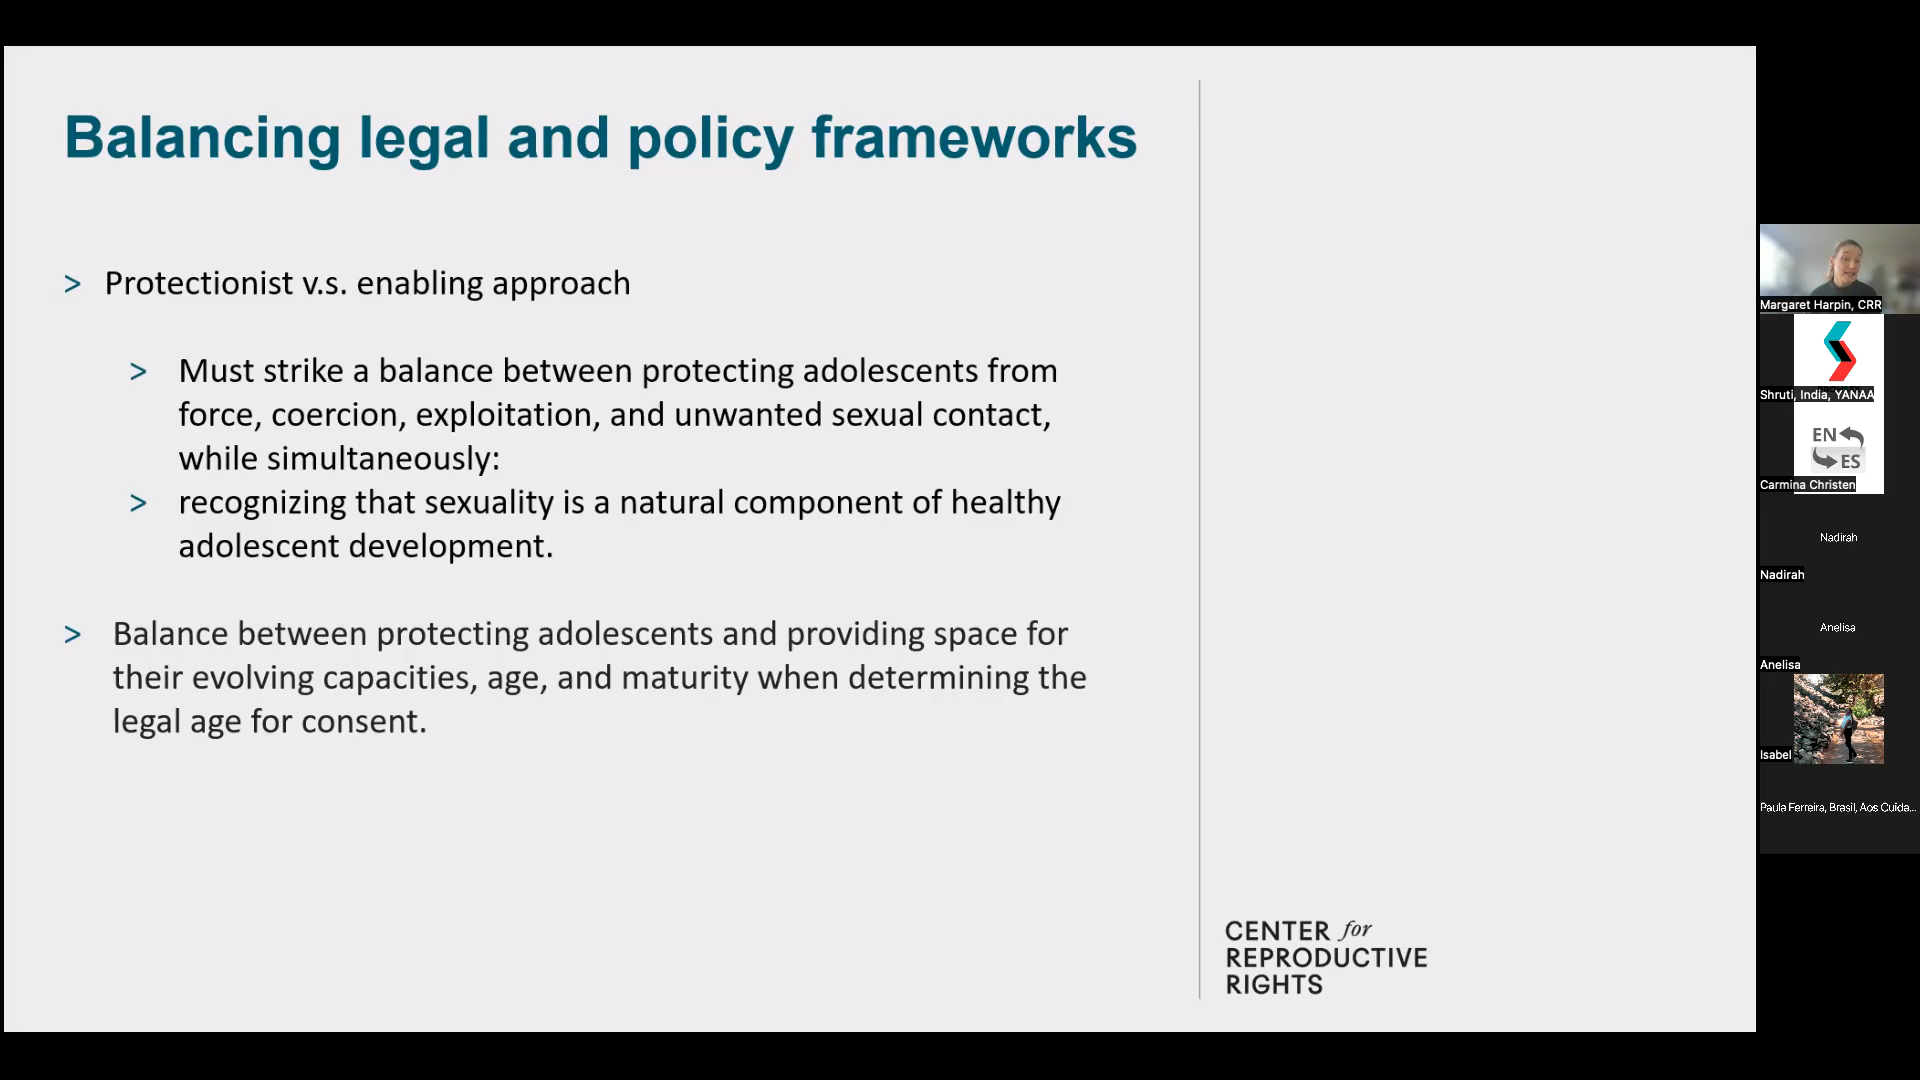 Balancing legal and policy frameworks
> Protectionist v.s. enabling approach
> Must strike a balance between protecting adolescents from
force, coercion, exploitation, and unwanted sexual contact,
while simultaneously:
> recognizing that sexuality is a natural component of healthy
adolescent development.
> Balance between protecting adolescents and providing space for
their evolving capacities, age, and maturity when determining the
legal age for consent.
CENTER for
REPRODUCTIVE
RIGHTS
Margaret Harpin, CRR
Shruti, India, YANAA
EN
ES
Carmina Christen
Nadirah
Nadirah
Anelisa
Anelisa
Isabel
Paula Ferreira, Brasil, Aos Cuida...